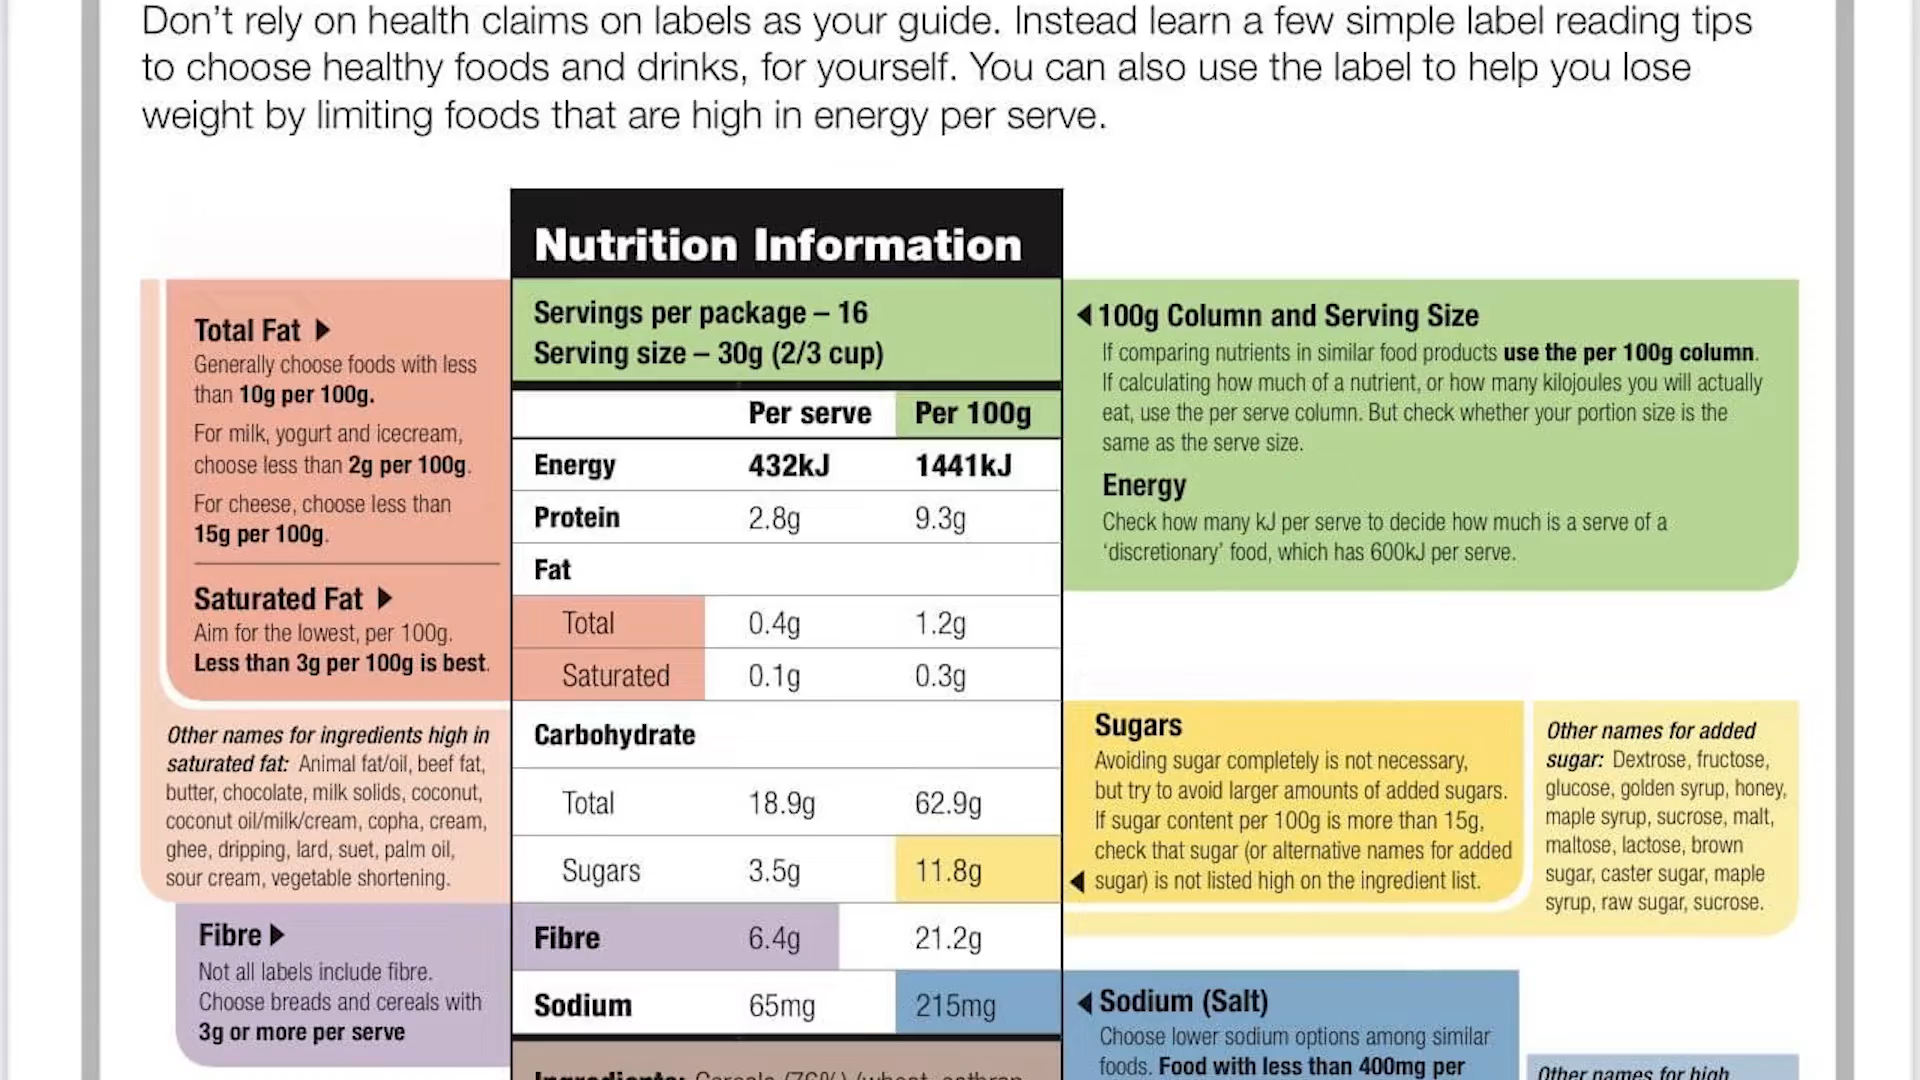 Don't rely on health claims on labels as your guide. Instead learn a few simple label reading tips
to choose healthy foods and drinks, for yourself. You can also use the label to help you lose
weight by limiting foods that are high in energy per serve.
Nutrition Information
Servings per package – 16
Serving size – 30g (2/3 cup)
Per serve Per 100g
Energy 432kJ 1441kJ
Protein 2.8g 9.3g
Fat
Total 0.4g 1.2g
Saturated 0.1g 0.3g
Carbohydrate
Total 18.9g 62.9g
Sugars 3.5g 11.8g
Fibre 6.4g 21.2g
Sodium 65mg 215mg
Ingredients: Cereals (76%) (wheat, oatbran
Total Fat ▶
Generally choose foods with less
than 10g per 100g.
For milk, yogurt and icecream,
choose less than 2g per 100g.
For cheese, choose less than
15g per 100g.
Saturated Fat ▶
Aim for the lowest, per 100g.
Less than 3g per 100g is best.
Other names for ingredients high in
saturated fat: Animal fat/oil, beef fat,
butter, chocolate, milk solids, coconut,
coconut oil/milk/cream, copha, cream,
ghee, dripping, lard, suet, palm oil,
sour cream, vegetable shortening.
Fibre ▶
Not all labels include fibre.
Choose breads and cereals with
3g or more per serve
◀ 100g Column and Serving Size
If comparing nutrients in similar food products use the per 100g column.
If calculating how much of a nutrient, or how many kilojoules you will actually
eat, use the per serve column. But check whether your portion size is the
same as the serve size.
Energy
Check how many kJ per serve to decide how much is a serve of a
‘discretionary’ food, which has 600kJ per serve.
Sugars
Avoiding sugar completely is not necessary,
but try to avoid larger amounts of added sugars.
If sugar content per 100g is more than 15g,
check that sugar (or alternative names for added
◀ sugar) is not listed high on the ingredient list.
Other names for added
sugar: Dextrose, fructose,
glucose, golden syrup, honey,
maple syrup, sucrose, malt,
maltose, lactose, brown
sugar, caster sugar, maple
syrup, raw sugar, sucrose.
◀ Sodium (Salt)
Choose lower sodium options among similar
foods. Food with less than 400mg per
Other names for high